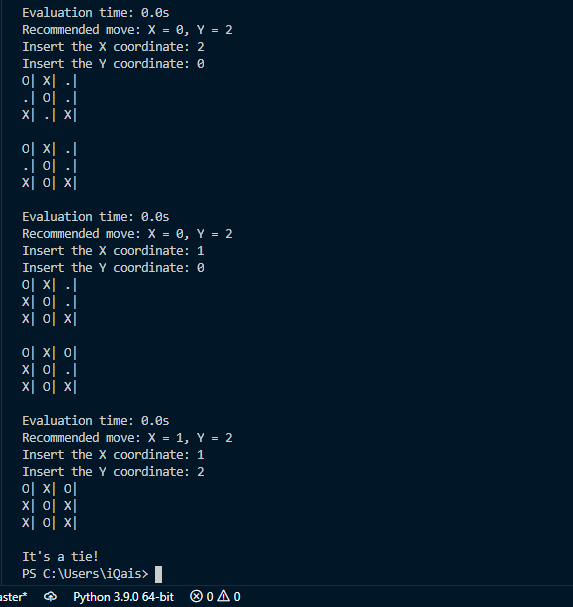 Evaluation time: 0.0s
Recommended move: X = 0, Y = 2
Insert the X coordinate: 2
Insert the Y coordinate: 0
O| X| .|
.| O| .|
X| .| X|
O| X| .|
.| O| .|
X| O| X|
Evaluation time: 0.0s
Recommended move: X = 0, Y = 2
Insert the X coordinate: 1
Insert the Y coordinate: 0
O| X| .|
X| O| .|
X| O| X|
O| X| O|
X| O| .|
X| O| X|
Evaluation time: 0.0s
Recommended move: X = 1, Y = 2
Insert the X coordinate: 1
Insert the Y coordinate: 2
O| X| O|
X| O| X|
X| O| X|
It's a tie!
PS C:\Users\iQais>
aster* Python 3.9.0 64-bit 0 0